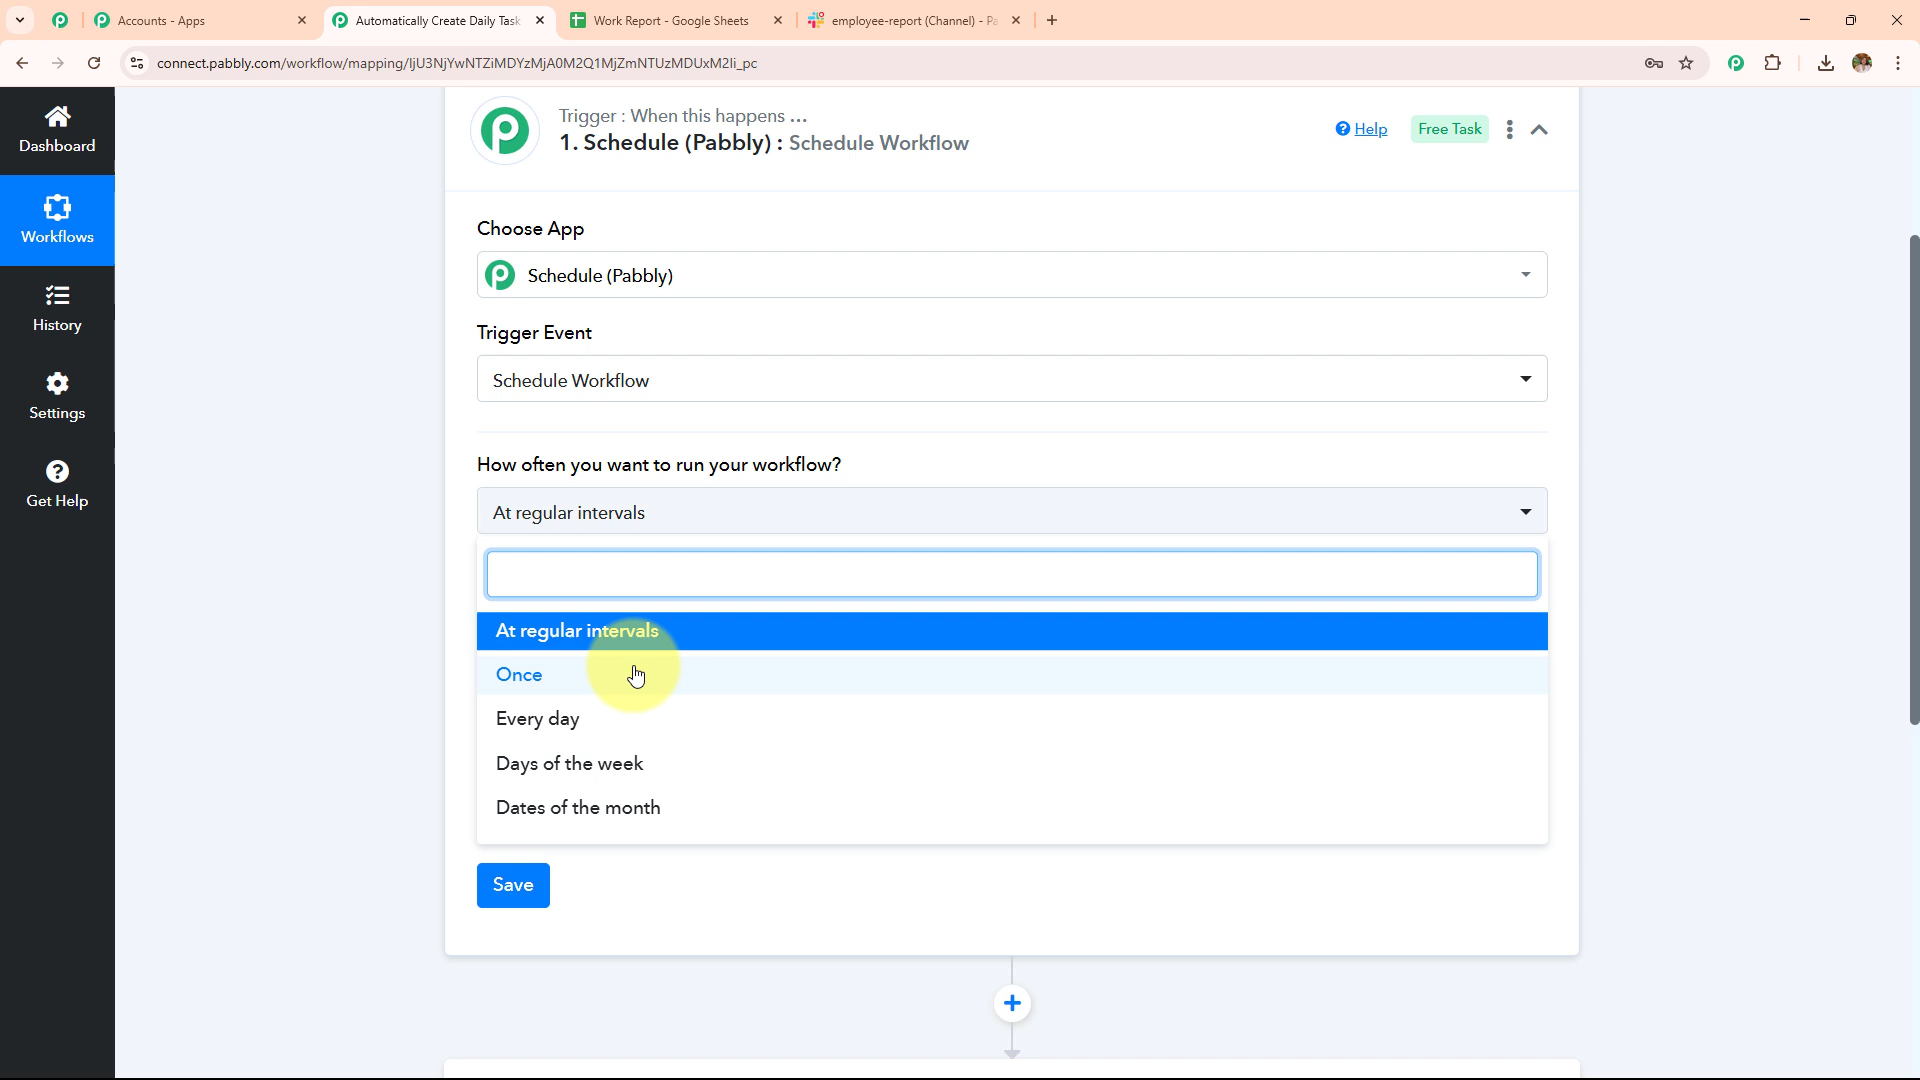 Accounts - Apps
Automatically Create Daily Task
Work Report - Google Sheets
employee-report (Channel) - Pa
connect.pabbly.com/workflow/mapping/IjU3NjYwNTZiMDYzMjA0M2Q1MjZmNTUzMDUxM2Ii_pc
Dashboard
Workflows
History
Settings
Get Help
Trigger : When this happens ...
1. Schedule (Pabbly) : Schedule Workflow
Help
Free Task
Choose App
Schedule (Pabbly)
Trigger Event
Schedule Workflow
How often you want to run your workflow?
At regular intervals
At regular intervals
Once
Every day
Days of the week
Dates of the month
Save